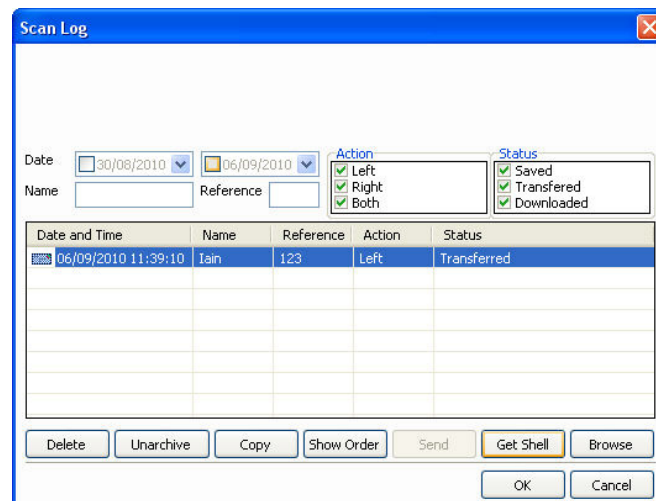 Scan Log
Date 30/08/2010 06/09/2010
Name Reference
Action
Left
Right
Both
Status
Saved
Transfered
Downloaded
Date and Time Name Reference Action Status
06/09/2010 11:39:10 Iain 123 Left Transferred
Delete Unarchive Copy Show Order Send Get Shell Browse
OK Cancel